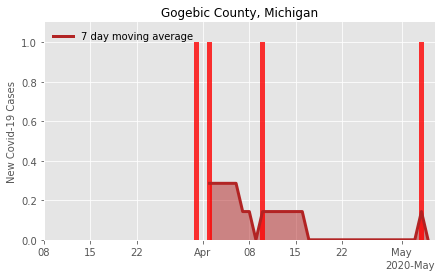 Gogebic County, Michigan
7 day moving average
New Covid-19 Cases
1.0
0.8
0.6
0.4
0.2
0.0
08 15 22 Apr 08 15 22 May
2020-May